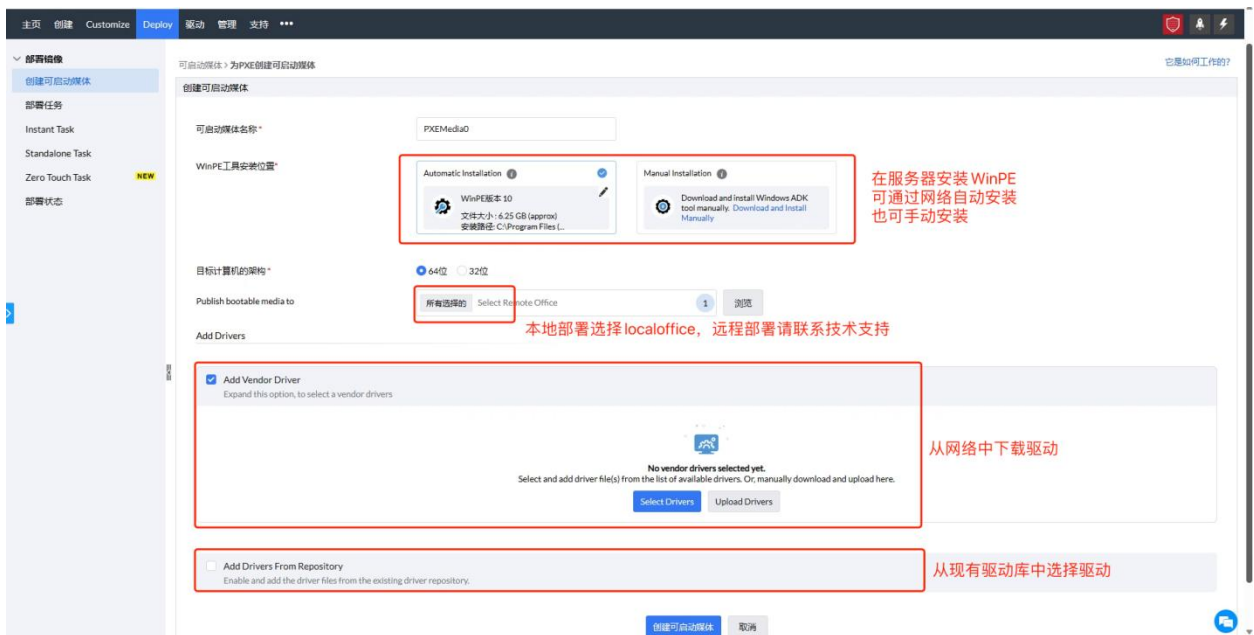 主页 创建 Customize Deploy 驱动 管理 支持 •••
部署镜像
创建可启动媒体
部署任务
Instant Task
Standalone Task
Zero Touch Task NEW
部署状态
可启动媒体 > 为PXE创建可启动媒体
它是如何工作的?
创建可启动媒体
可启动媒体名称*
PXEMedia0
WinPE工具安装位置*
Automatic Installation
WinPE版本 10
文件大小 : 6.25 GB (approx)
安装路径: C:\Program Files (...
Manual Installation
Download and install Windows ADK
tool manually. Download and Install
Manually
在服务器安装 WinPE
可通过网络自动安装
也可手动安装
目标计算机的架构*
64位 32位
Publish bootable media to
所有选择的 Select Remote Office 1 浏览
本地部署选择 localoffice，远程部署请联系技术支持
Add Drivers
Add Vendor Driver
Expand this option, to select a vendor drivers
No vendor drivers selected yet.
Select and add driver file(s) from the list of available drivers. Or, manually download and upload here.
Select Drivers Upload Drivers
从网络中下载驱动
Add Drivers From Repository
Enable and add the driver files from the existing driver repository.
从现有驱动库中选择驱动
创建可启动媒体 取消